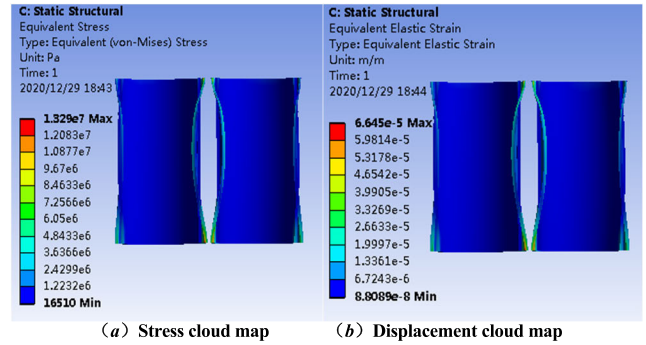 C: Static Structural
Equivalent Stress
Type: Equivalent (von-Mises) Stress
Unit: Pa
Time: 1
2020/12/29 18:43
1.329e7 Max
1.2083e7
1.0877e7
9.67e6
8.4633e6
7.2566e6
6.05e6
4.8433e6
3.6366e6
2.4299e6
1.2232e6
16510 Min
C: Static Structural
Equivalent Elastic Strain
Type: Equivalent Elastic Strain
Unit: m/m
Time: 1
2020/12/29 18:44
6.645e-5 Max
5.9814e-5
5.3178e-5
4.6542e-5
3.9905e-5
3.3269e-5
2.6633e-5
1.9997e-5
1.3361e-5
6.7243e-6
8.8089e-8 Min
（a）Stress cloud map
（b）Displacement cloud map